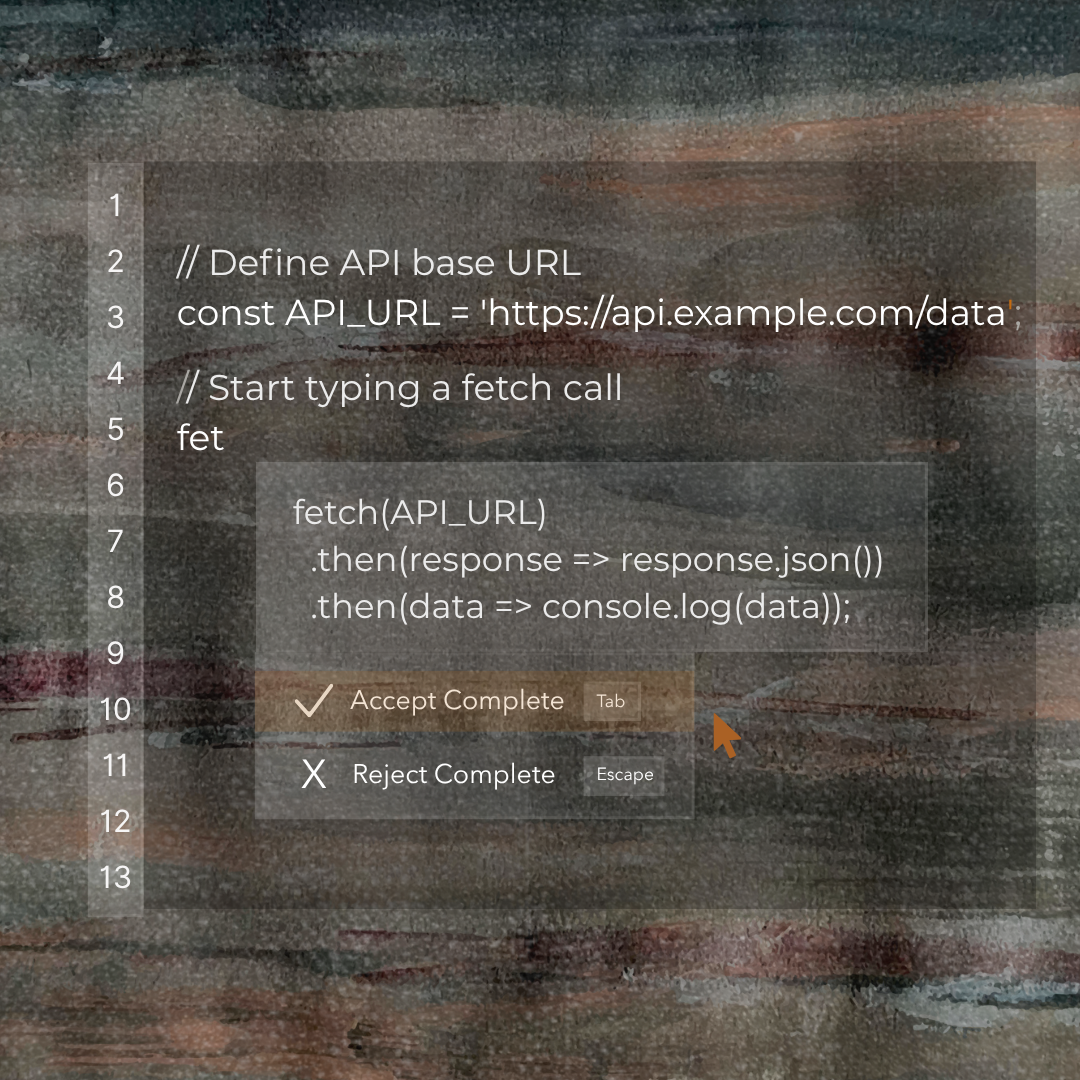 1
2
// Define API base URL
3
const API_URL = 'https://api.example.com/data';
4
// Start typing a fetch call
5
fet
6
fetch(API_URL)
7
.then(response => response.json())
8
.then(data => console.log(data));
9
10
Accept Complete Tab
11
X Reject Complete Escape
12
13